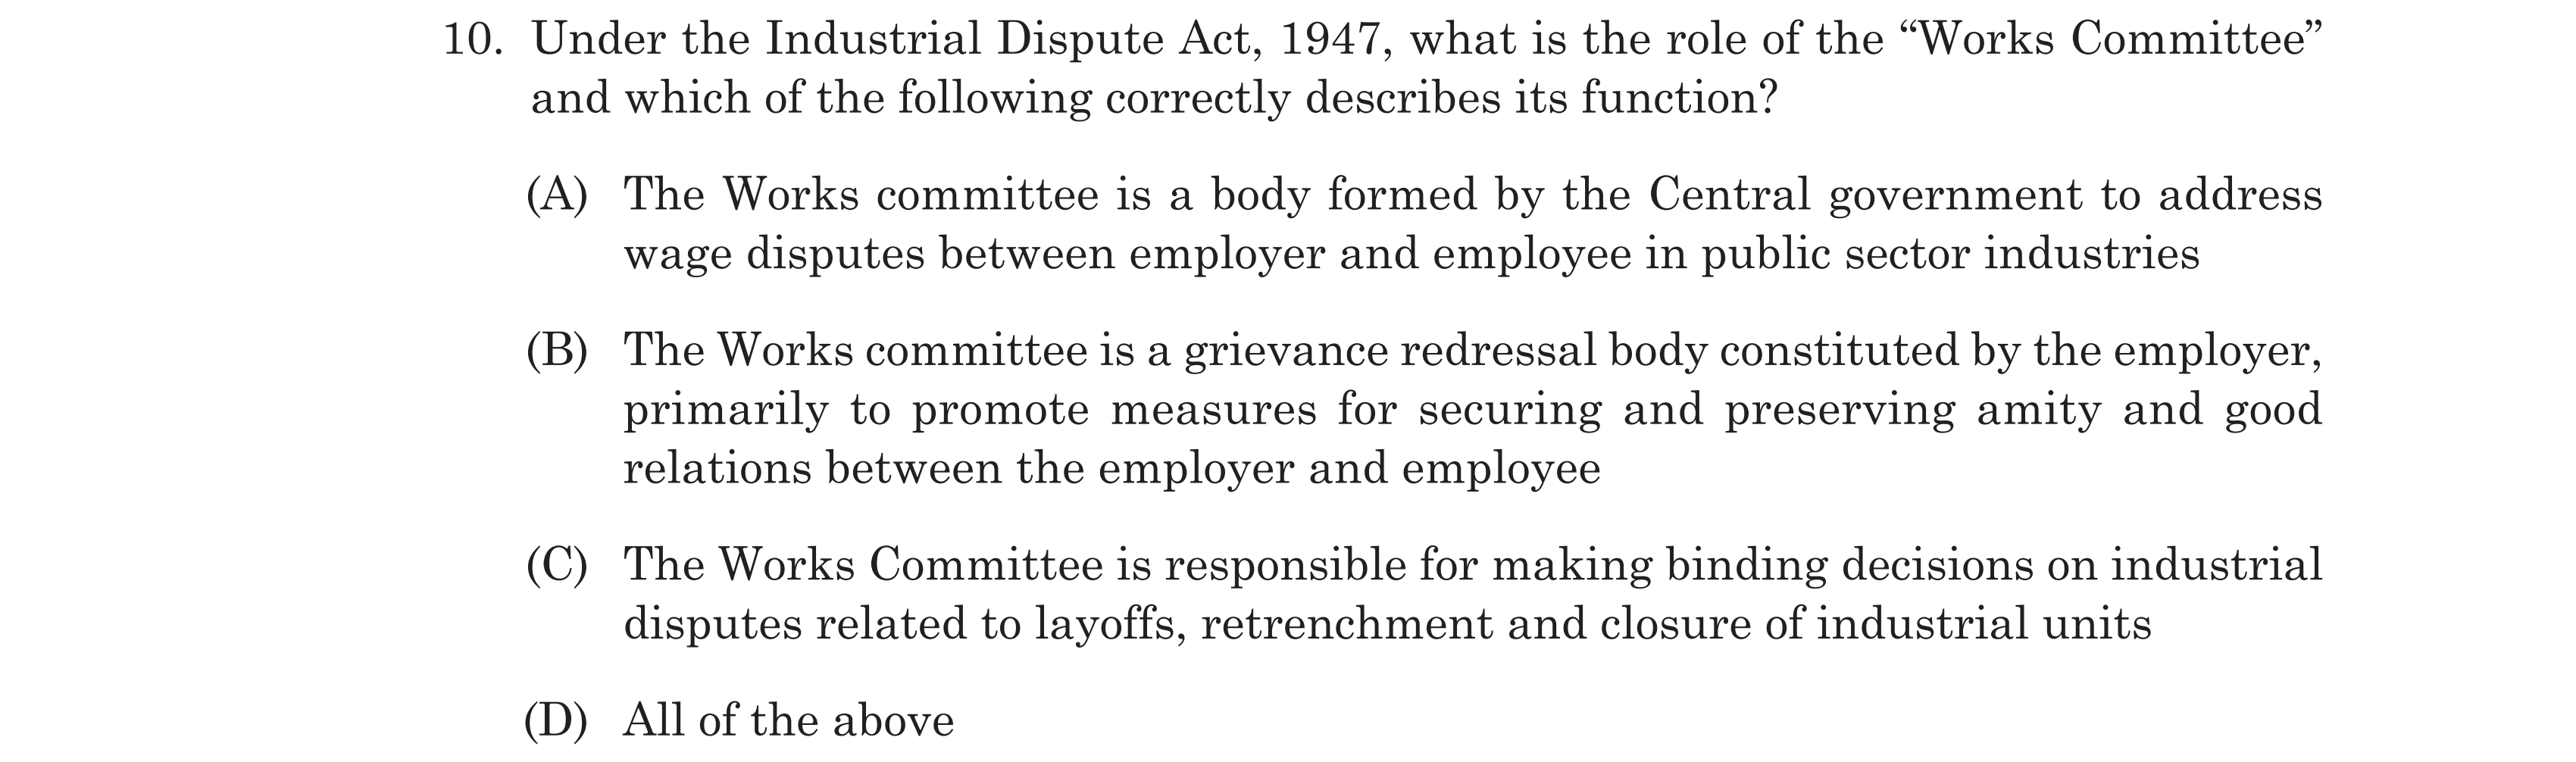 10. Under the Industrial Dispute Act, 1947, what is the role of the “Works Committee”
and which of the following correctly describes its function?
(A) The Works committee is a body formed by the Central government to address
wage disputes between employer and employee in public sector industries
(B) The Works committee is a grievance redressal body constituted by the employer,
primarily to promote measures for securing and preserving amity and good
relations between the employer and employee
(C) The Works Committee is responsible for making binding decisions on industrial
disputes related to layoffs, retrenchment and closure of industrial units
(D) All of the above